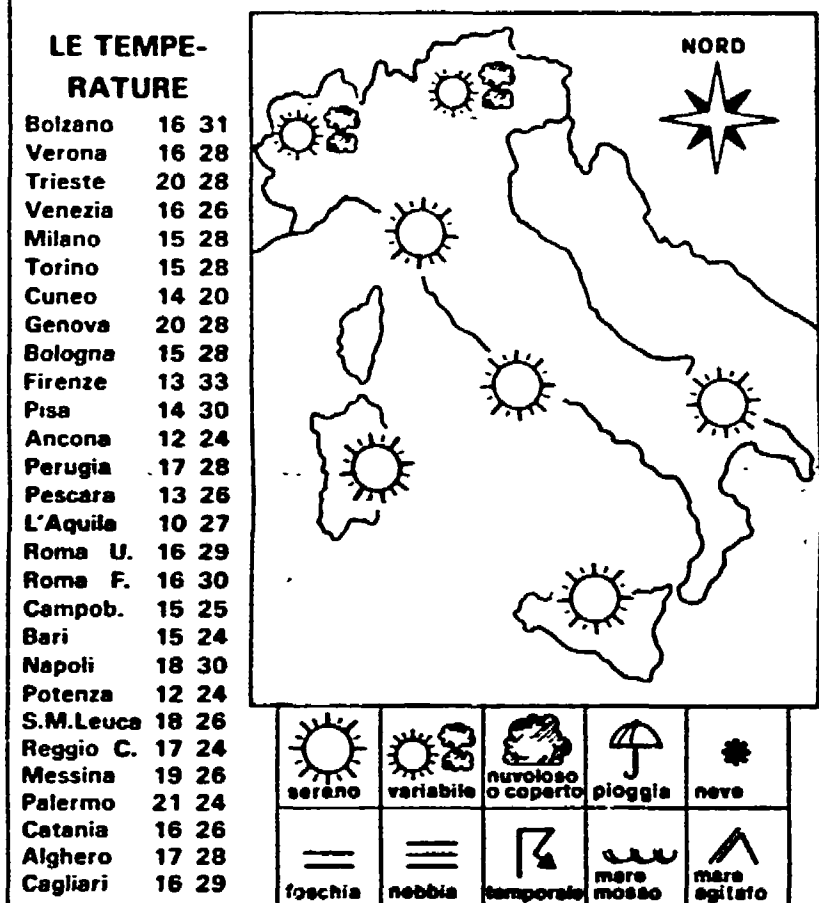 LE TEMPE-
RATURE
Bolzano 16 31
Verona 16 28
Trieste 20 28
Venezia 16 26
Milano 15 28
Torino 15 28
Cuneo 14 20
Genova 20 28
Bologna 15 28
Firenze 13 33
Pisa 14 30
Ancona 12 24
Perugia 17 28
Pescara 13 26
L'Aquila 10 27
Roma U. 16 29
Roma F. 16 30
Campob. 15 25
Bari 15 24
Napoli 18 30
Potenza 12 24
S.M.Leuca 18 26
Reggio C. 17 24
Messina 19 26
Palermo 21 24
Catania 16 26
Alghero 17 28
Cagliari 16 29
NORD
sereno
variabile
nuvoloso
o coperto
pioggia
neve
foschia
nebbia
temporale
mare
mosso
mare
agitato